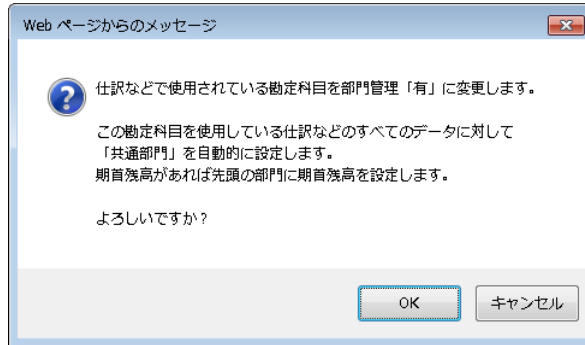 Web ページからのメッセージ
仕訳などで使用されている勘定科目を部門管理「有」に変更します。
この勘定科目を使用している仕訳などのすべてのデータに対して
「共通部門」を自動的に設定します。
期首残高があれば先頭の部門に期首残高を設定します。
よろしいですか?
OK
キャンセル